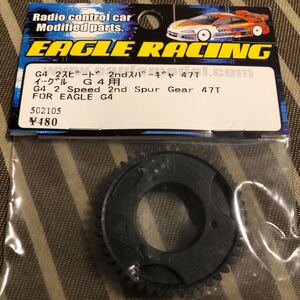 Radio control car
Modified parts.
EAGLE RACING
G4 2スピード 2ndスパーギヤ 47T
イーグル G4用
G4 2 Speed 2nd Spur Gear 47T
FOR EAGLE G4
502105
¥480